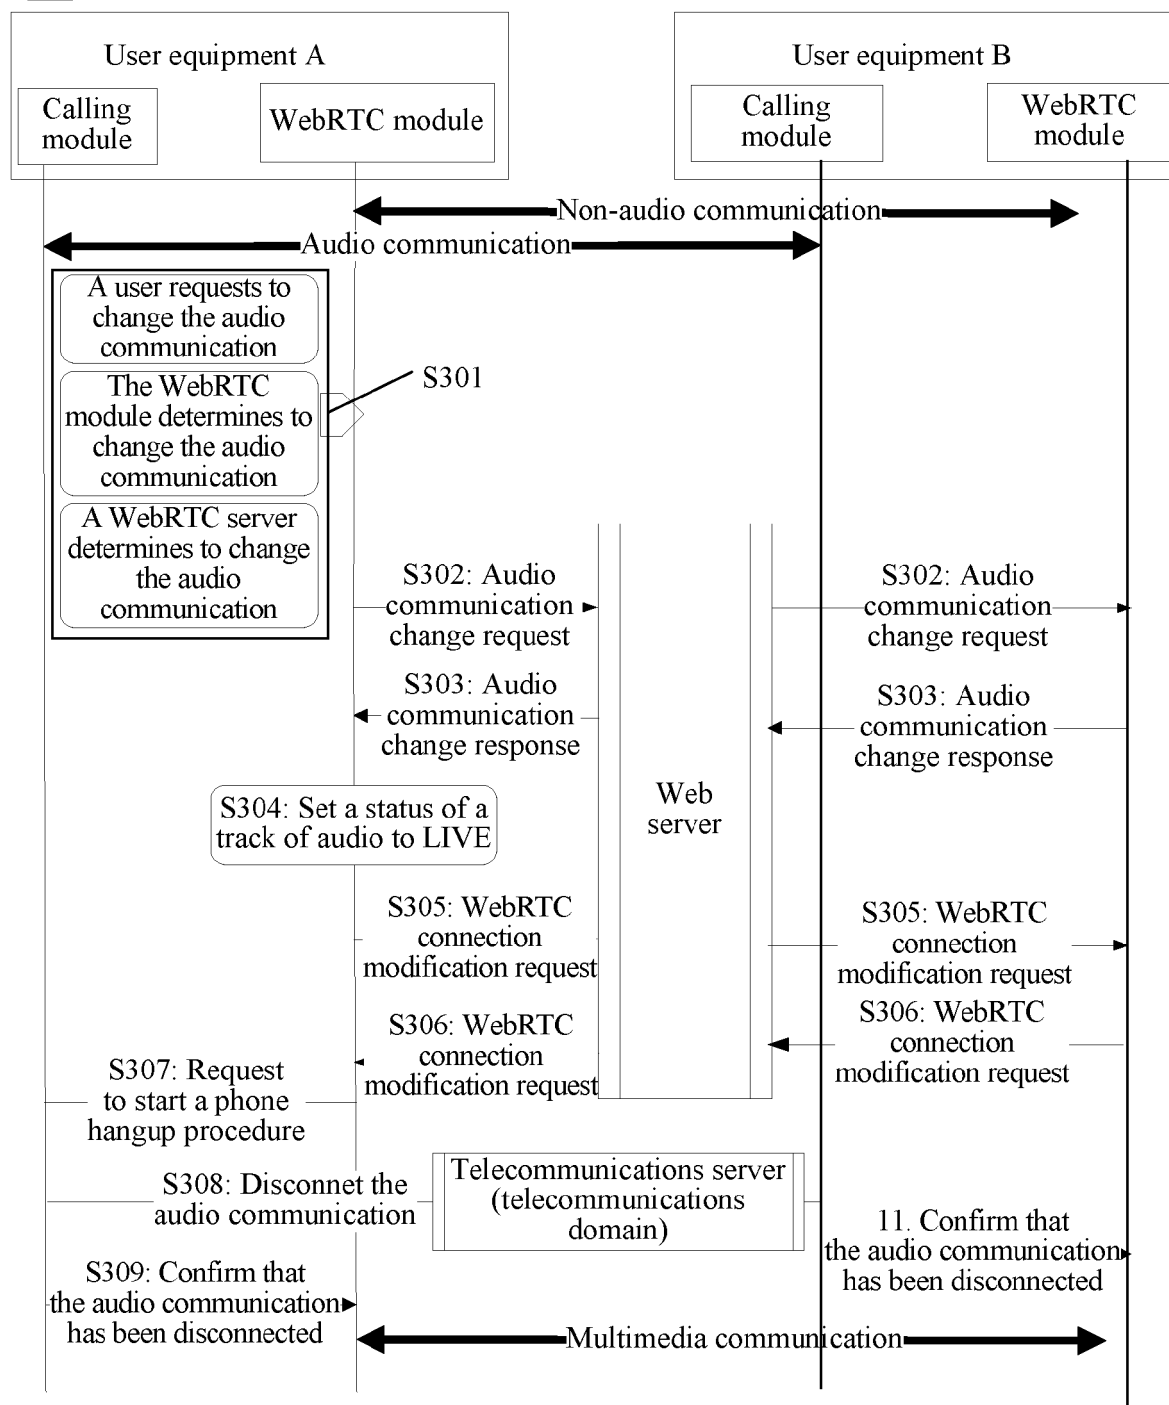 User equipment A
User equipment B
Calling
module
WebRTC module
Calling
module
WebRTC
module
Non-audio communication
Audio communication
A user requests to
change the audio
communication
The WebRTC
module determines to
change the audio
communication
S301
A WebRTC server
determines to change
the audio
communication
S302: Audio
communication
change request
S302: Audio
communication
change request
S303: Audio
communication
change response
S303: Audio
communication
change response
Web
server
S304: Set a status of a
track of audio to LIVE
S305: WebRTC
connection
modification request
S305: WebRTC
connection
modification request
S306: WebRTC
connection
modification request
S306: WebRTC
connection
modification request
S307: Request
to start a phone
hangup procedure
S308: Disconnet the
audio communication
Telecommunications server
(telecommunications
domain)
11. Confirm that
the audio communication
has been disconnected
S309: Confirm that
the audio communication
has been disconnected
Multimedia communication